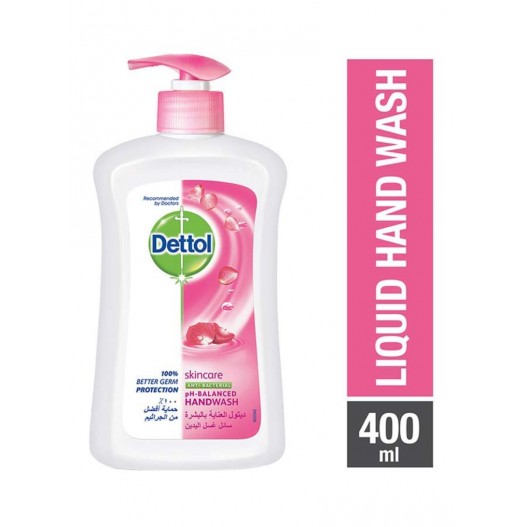 Recommended
by Doctors
Dettol
100%
BETTER GERM
PROTECTION
٪١٠٠
حماية أفضل
من الجراثيم
skincare
ANTI-BACTERIAL
pH-BALANCED
HANDWASH
ديتول العناية بالبشرة
سائل غسل اليدين
LIQUID HAND WASH
400
ml